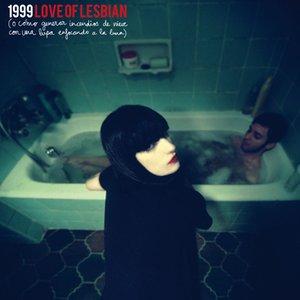 1999 LOVE OF LESBIAN
(o cómo generar incendios de nieve
con una lupa enfocando a la luna)